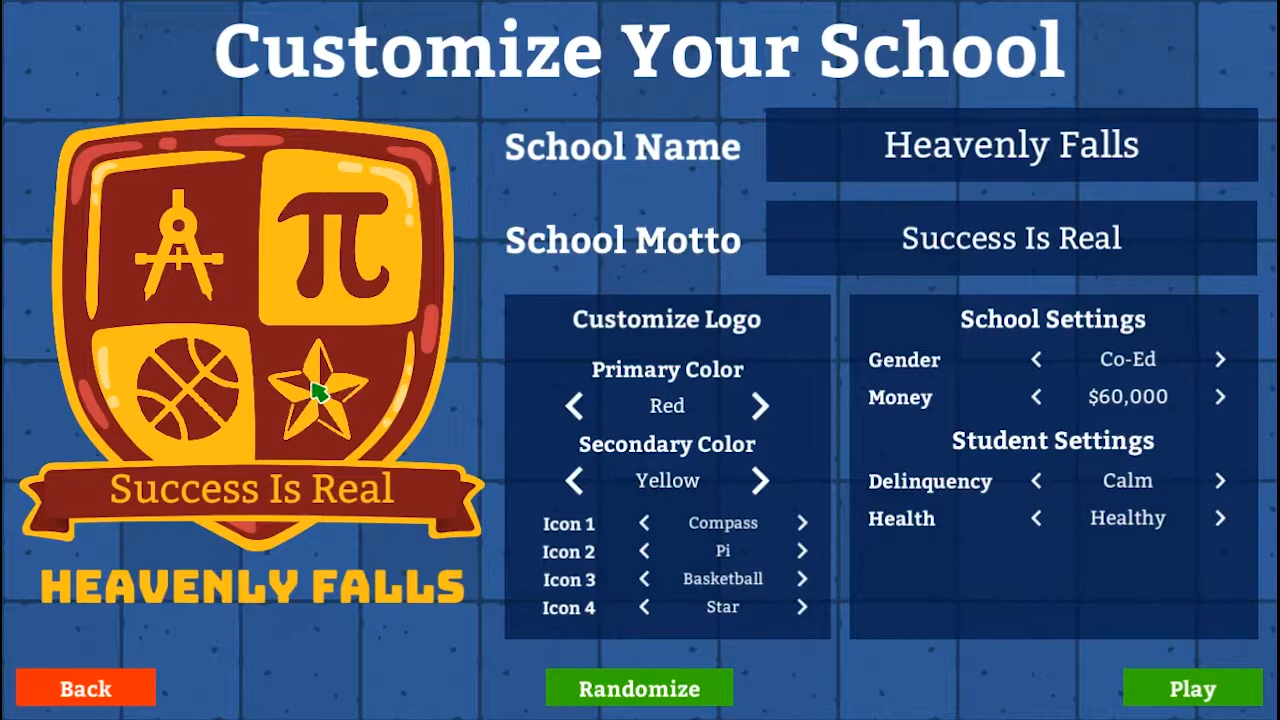 Customize Your School
School Name
Heavenly Falls
School Motto
Success Is Real
π
Success Is Real
HEAVENLY FALLS
Customize Logo
Primary Color
< Red >
Secondary Color
< Yellow >
Icon 1 < Compass >
Icon 2 < Pi >
Icon 3 < Basketball >
Icon 4 < Star >
School Settings
Gender < Co-Ed >
Money < $60,000 >
Student Settings
Delinquency < Calm >
Health < Healthy >
Back
Randomize
Play